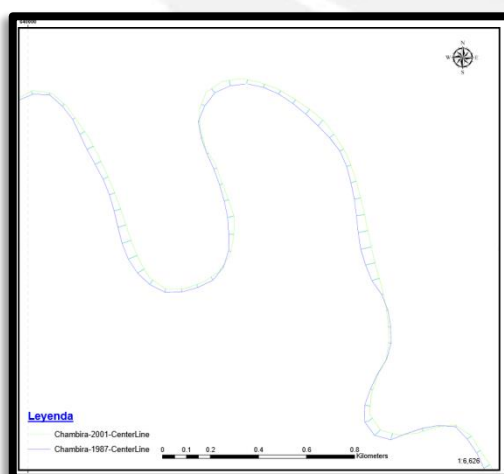 N
W E
S
Leyenda
Chambira-2001-CenterLine
Chambira-1987-CenterLine
0 0.1 0.2 0.4 0.6 0.8
Kilometers
1:6,626